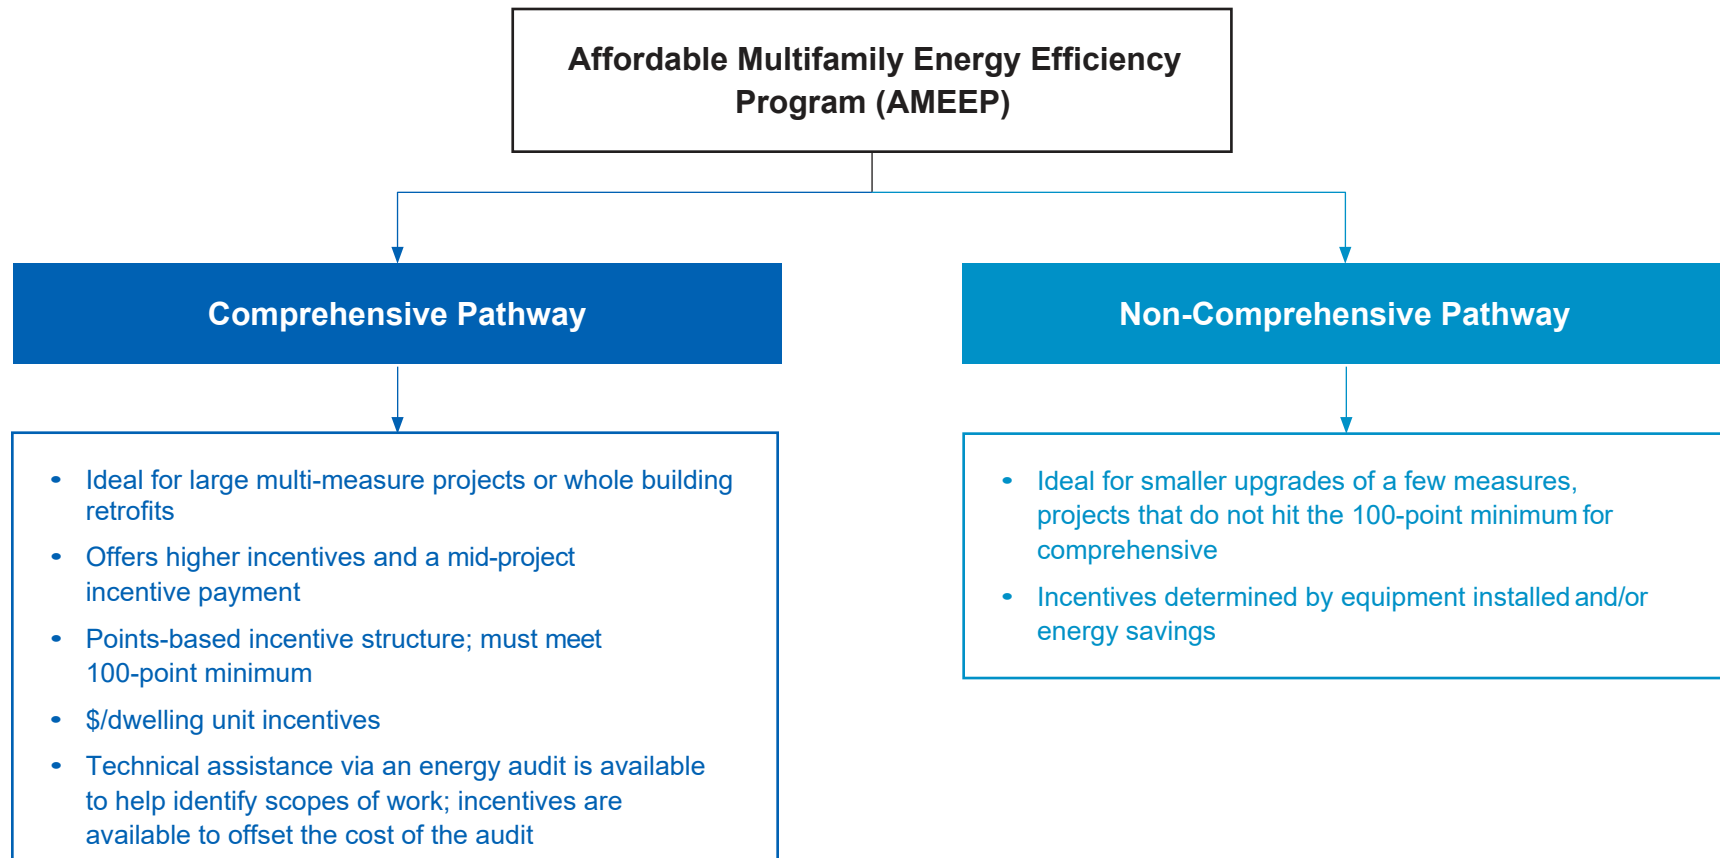 Affordable Multifamily Energy Efficiency
Program (AMEEP)
Comprehensive Pathway
• Ideal for large multi-measure projects or whole building
retrofits
• Offers higher incentives and a mid-project
incentive payment
• Points-based incentive structure; must meet
100-point minimum
• $/dwelling unit incentives
• Technical assistance via an energy audit is available
to help identify scopes of work; incentives are
available to offset the cost of the audit
Non-Comprehensive Pathway
• Ideal for smaller upgrades of a few measures,
projects that do not hit the 100-point minimum for
comprehensive
• Incentives determined by equipment installed and/or
energy savings